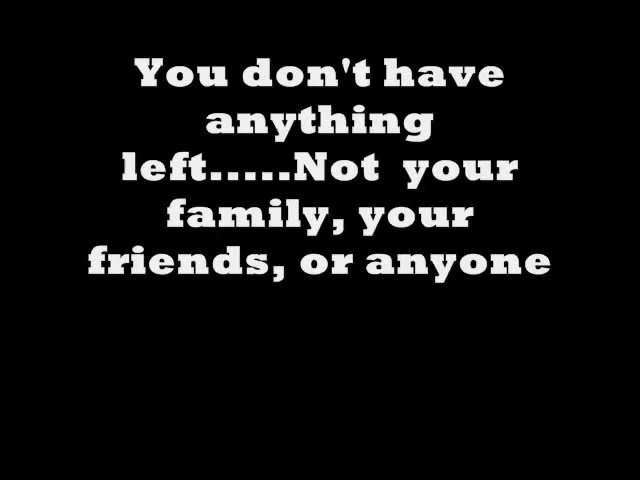 You don't have
anything
left.....Not  your
family, your
friends, or anyone